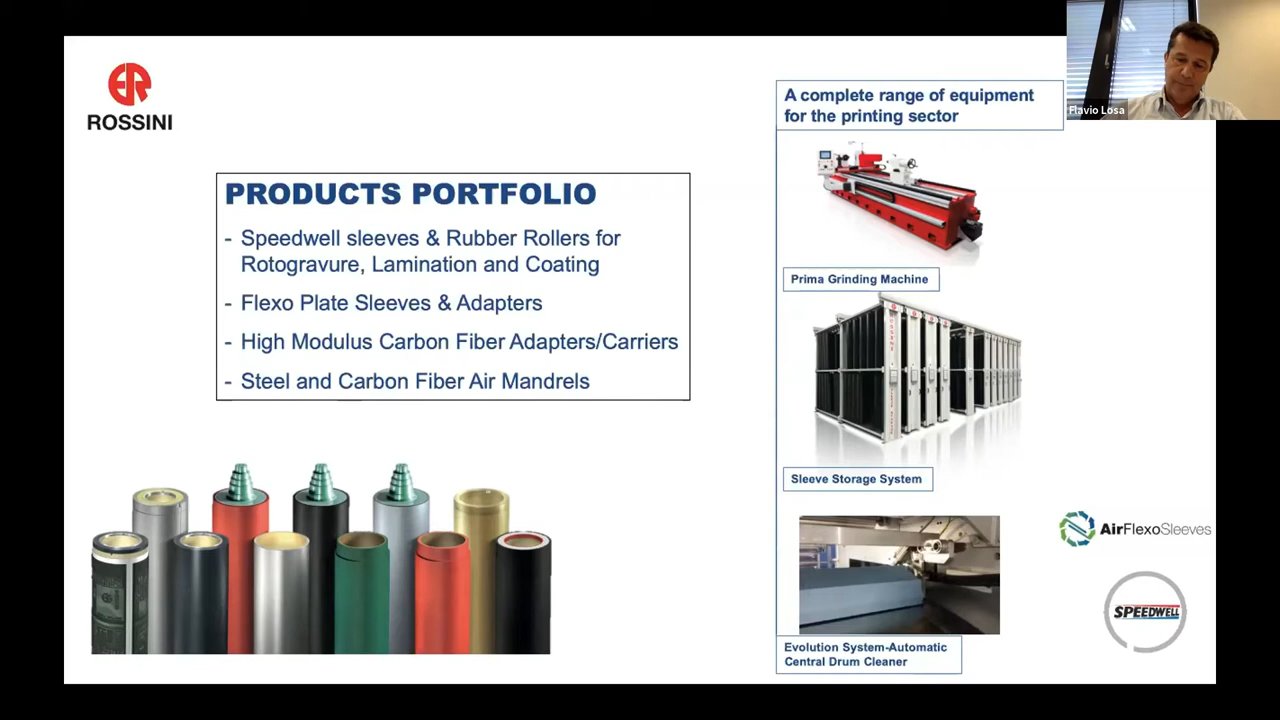 ROSSINI
PRODUCTS PORTFOLIO
- Speedwell sleeves & Rubber Rollers for
Rotogravure, Lamination and Coating
- Flexo Plate Sleeves & Adapters
- High Modulus Carbon Fiber Adapters/Carriers
- Steel and Carbon Fiber Air Mandrels
A complete range of equipment
for the printing sector
Flavio Losa
Prima Grinding Machine
ROSSINI
Sleeve Storage System
Evolution System-Automatic
Central Drum Cleaner
AirFlexoSleeves
SPEEDWELL